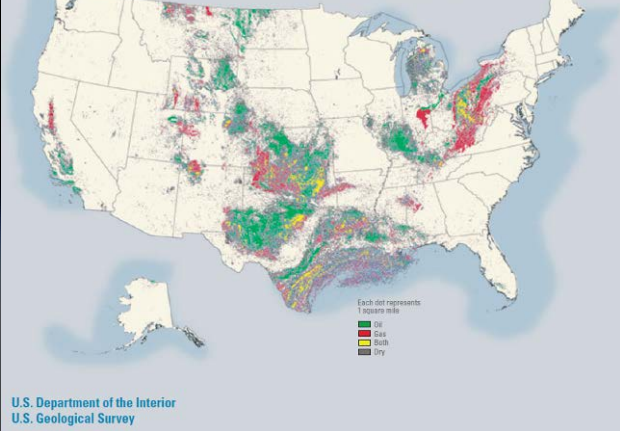 Each dot represents
1 square mile
Oil
Gas
Both
Dry
U.S. Department of the Interior
U.S. Geological Survey